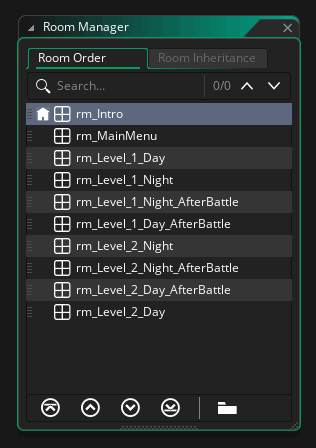 Room Manager
Room Order
Room Inheritance
Search...
0/0
rm_Intro
rm_MainMenu
rm_Level_1_Day
rm_Level_1_Night
rm_Level_1_Night_AfterBattle
rm_Level_1_Day_AfterBattle
rm_Level_2_Night
rm_Level_2_Night_AfterBattle
rm_Level_2_Day_AfterBattle
rm_Level_2_Day